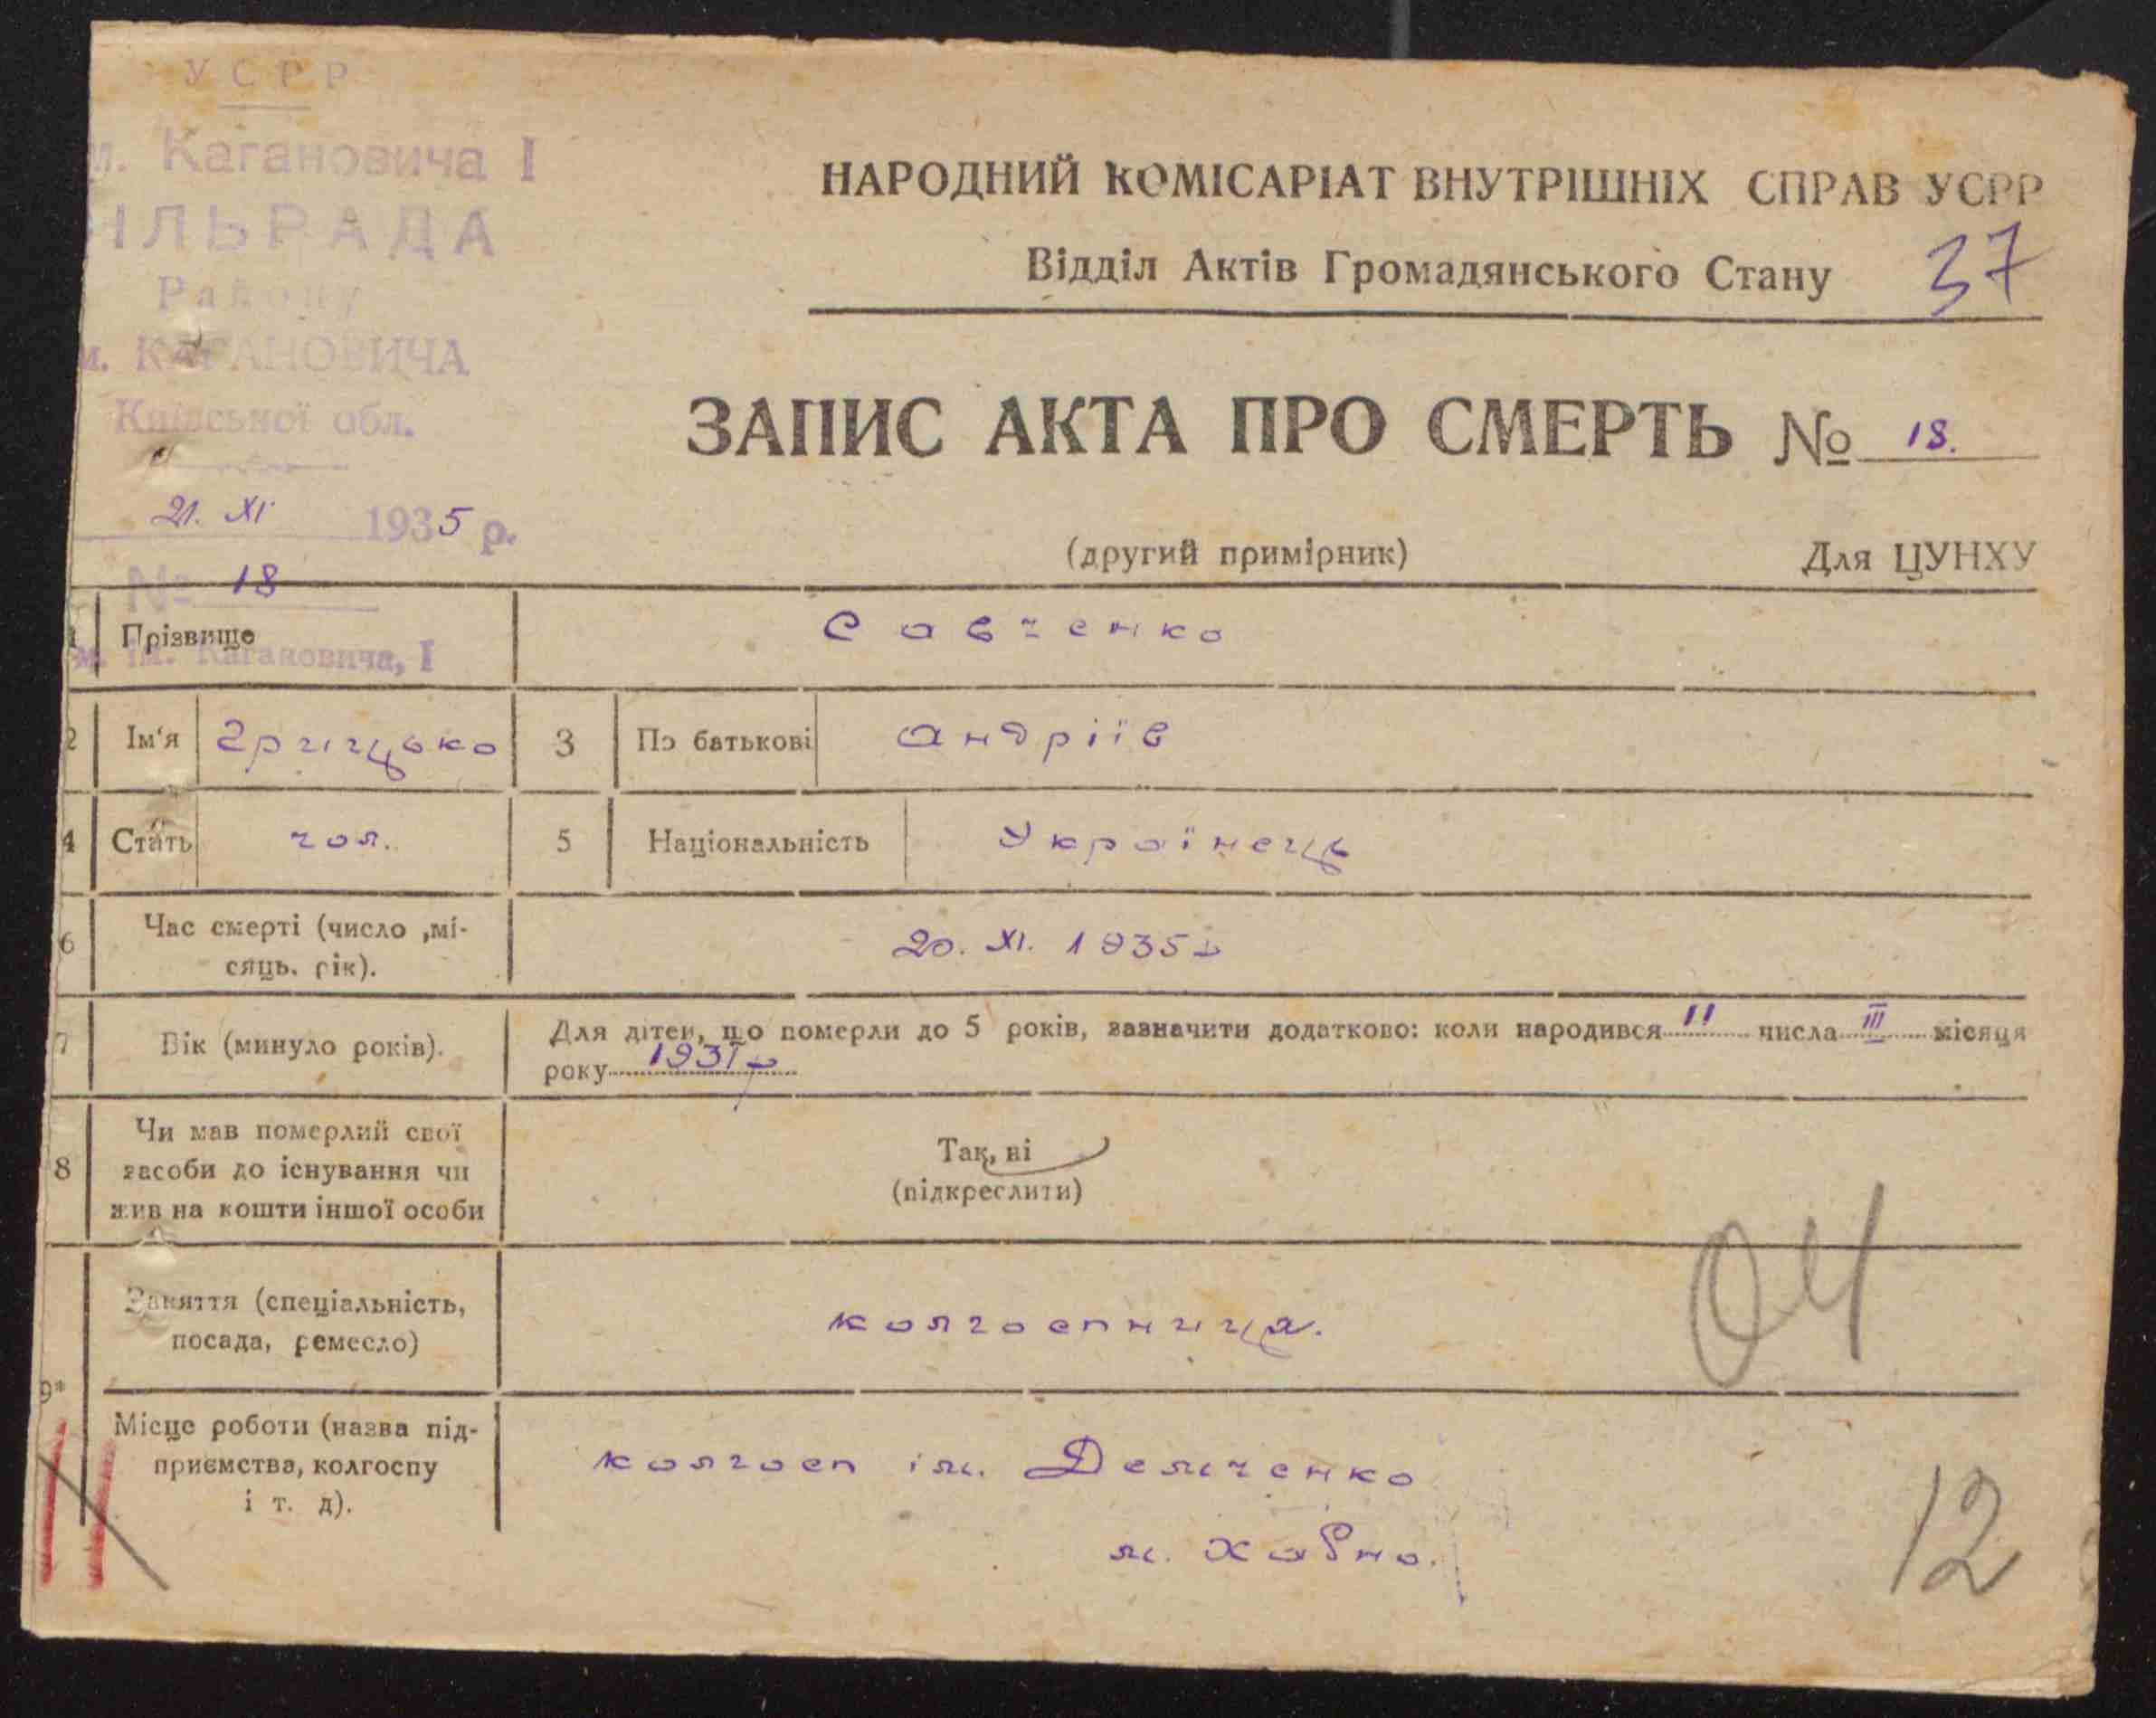 УСРР
м. Кагановича І
ІЛЬРАДА
Району
м. КАГАНОВИЧА
Київської обл.
21. XI 1935 р.
№ 18
м. ім. Кагановича, І
НАРОДНИЙ КОМІСАРІАТ ВНУТРІШНІХ СПРАВ УСРР
Відділ Актів Громадянського Стану 37
ЗАПИС АКТА ПРО СМЕРТЬ № 18.
(другий примірник) Для ЦУНХУ
1 Прізвище Савченко
2 Ім'я Грицько 3 По батькові Андріїв
4 Стать чол. 5 Національність Українець
6 Час смерті (число ,мі-
сяць. рік). 20. XI. 1935 р
7 Вік (минуло років). Для дітей, що померли до 5 років, зазначити додатково: коли народився 11 числа III місяця
року 1931 р
8 Чи мав померлий свої
засоби до існування чи
жив на кошти іншої особи
Так, ні
(підкреслити)
Заняття (спеціальність,
посада, ремесло) колгоспниця.
04
9*
Місце роботи (назва під-
приємства, колгоспу
і т. д).
колгосп ім. Демченко
м. Хабно.
12